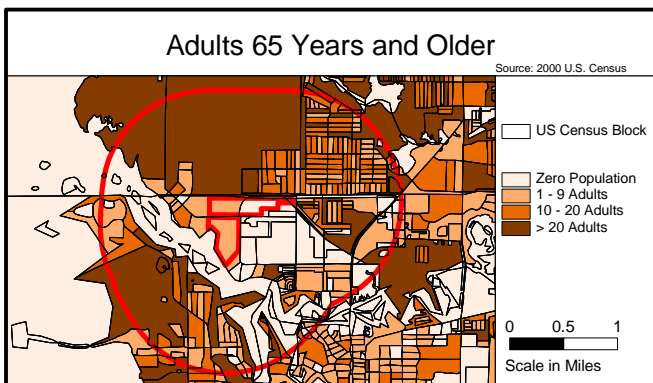 Adults 65 Years and Older
Source: 2000 U.S. Census
US Census Block
Zero Population
1 - 9 Adults
10 - 20 Adults
> 20 Adults
0 0.5 1
Scale in Miles